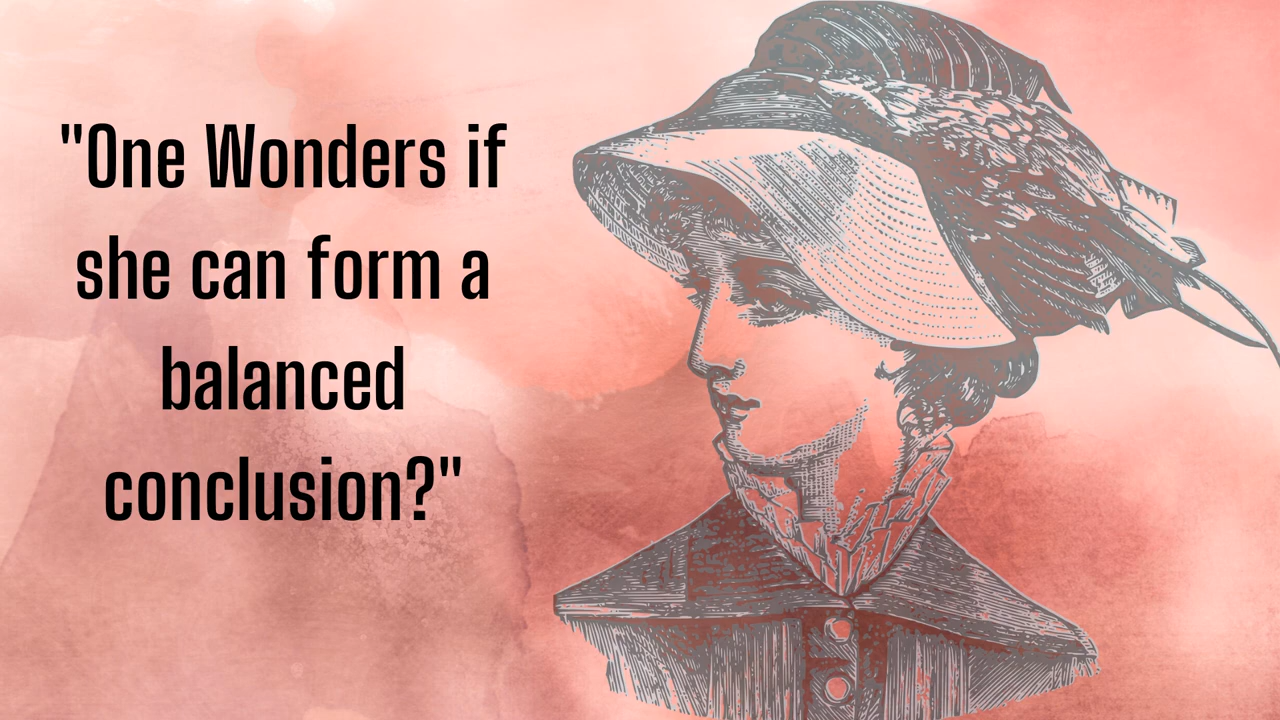 "One Wonders if
she can form a
balanced
conclusion?"